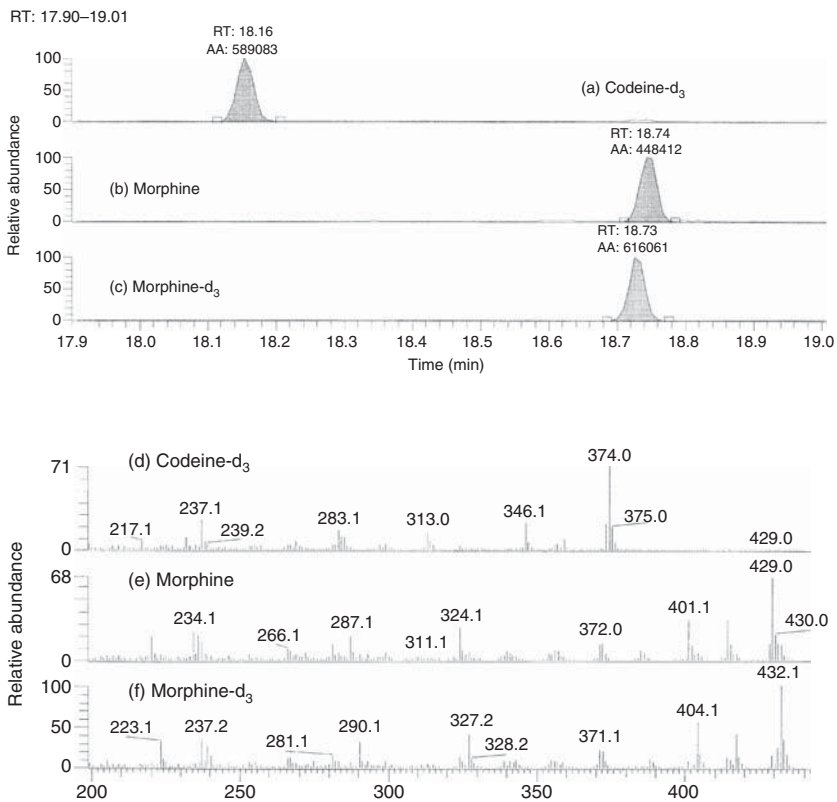 RT: 17.90–19.01
RT: 18.16
AA: 589083
100
50
0
(a) Codeine-d3
RT: 18.74
AA: 448412
100
50
0
(b) Morphine
RT: 18.73
AA: 616061
100
50
0
(c) Morphine-d3
Relative abundance
17.9 18.0 18.1 18.2 18.3 18.4 18.5 18.6 18.7 18.8 18.9 19.0
Time (min)
(d) Codeine-d3
71
0
217.1 237.1 239.2 283.1 313.0 346.1 374.0 375.0 429.0
(e) Morphine
68
0
234.1 266.1 287.1 311.1 324.1 372.0 401.1 429.0 430.0
(f) Morphine-d3
100
50
0
223.1 237.2 281.1 290.1 327.2 328.2 371.1 404.1 432.1
Relative abundance
200 250 300 350 400